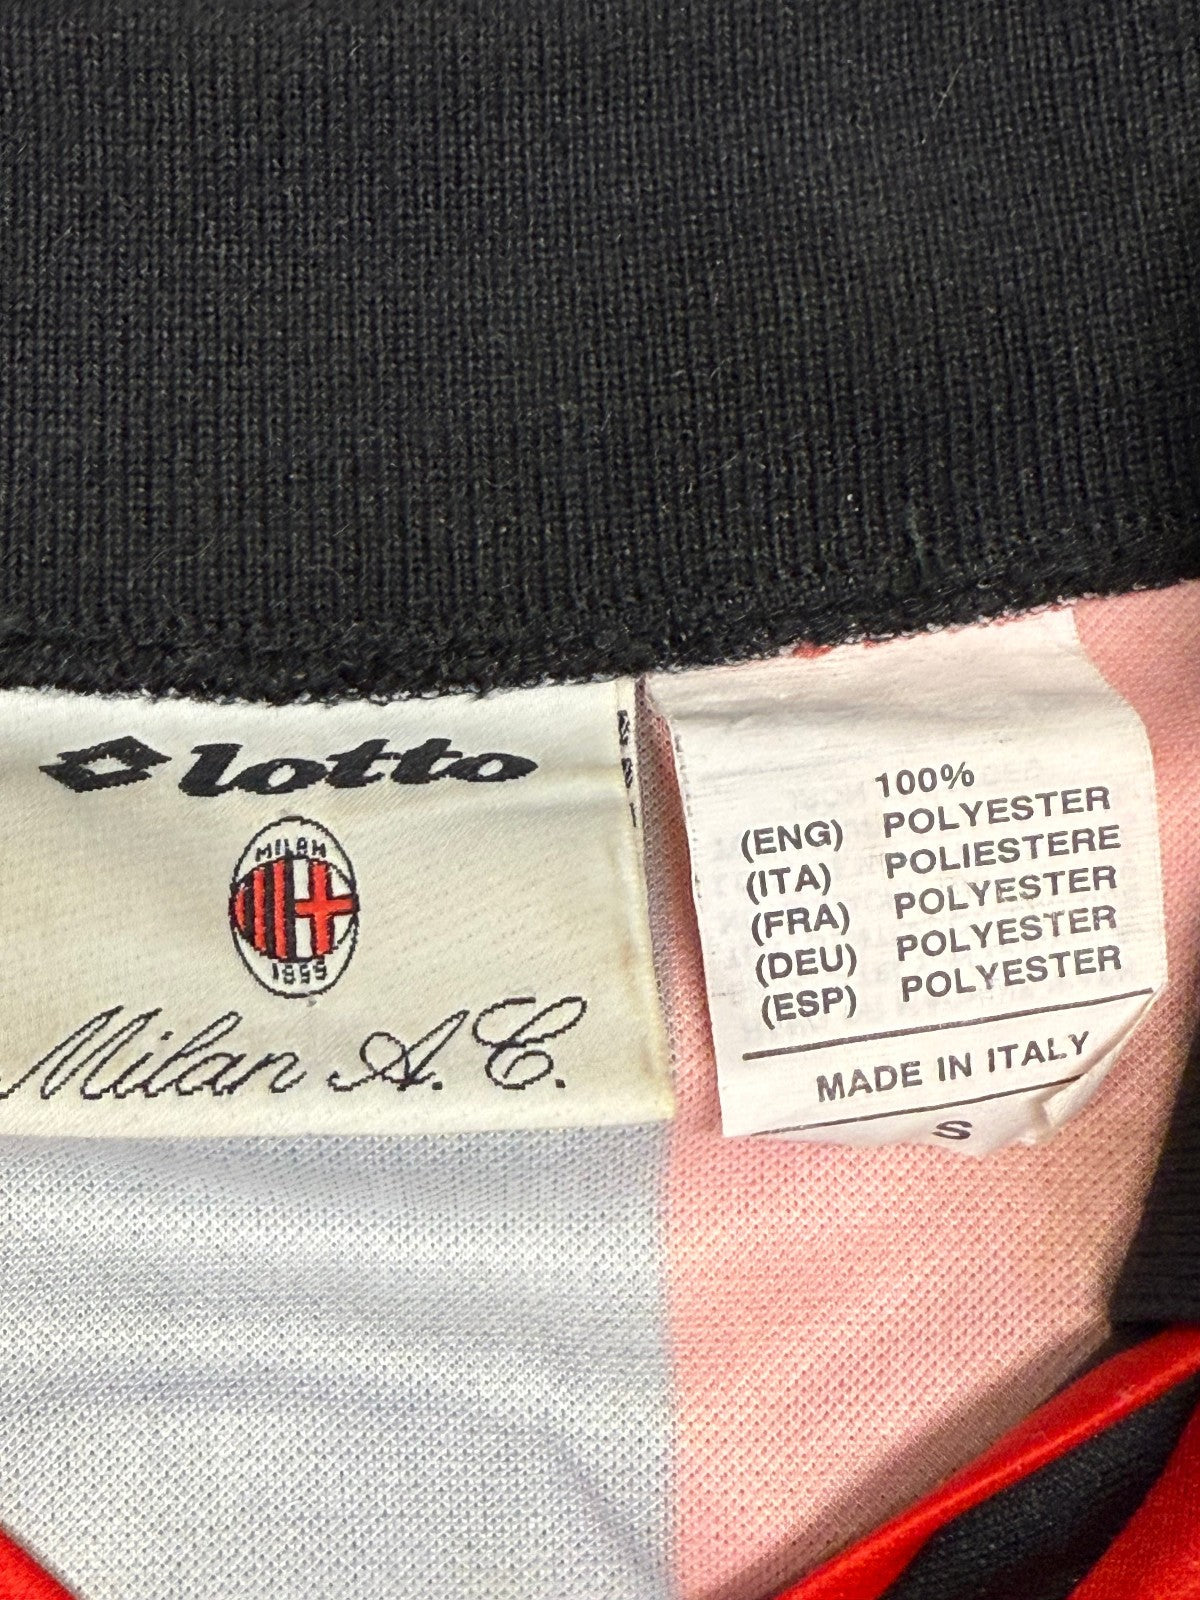 lotto
MILAN
1899
Milan A.C.
100%
(ENG) POLYESTER
(ITA) POLIESTERE
(FRA) POLYESTER
(DEU) POLYESTER
(ESP) POLYESTER
MADE IN ITALY
S